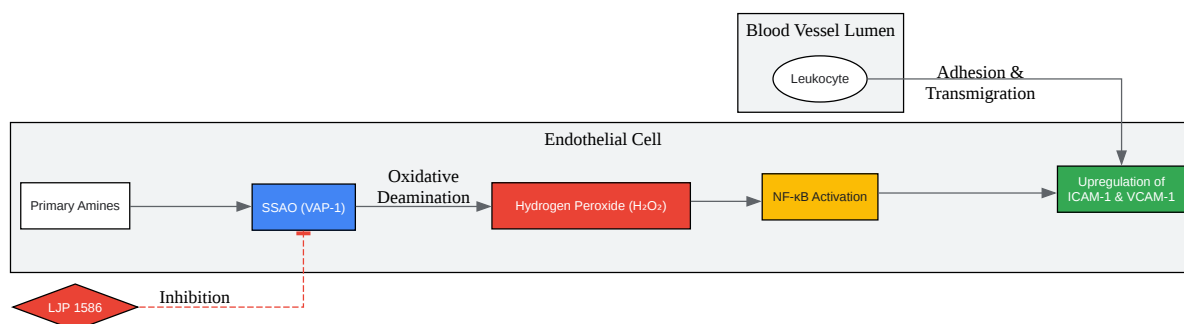 Blood Vessel Lumen
Leukocyte
Adhesion &
Transmigration
Endothelial Cell
Primary Amines
SSAO (VAP-1)
Oxidative
Deamination
Hydrogen Peroxide (H₂O₂)
NF-κB Activation
Upregulation of
ICAM-1 & VCAM-1
LJP 1586
Inhibition